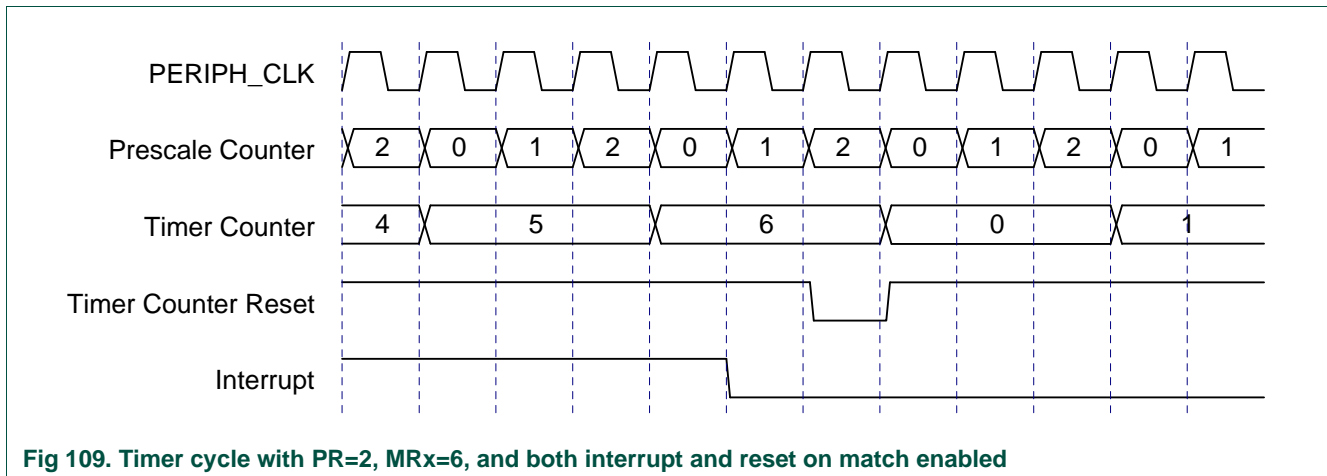 PERIPH_CLK
Prescale Counter 2 0 1 2 0 1 2 0 1 2 0 1
Timer Counter 4 5 6 0 1
Timer Counter Reset
Interrupt
Fig 109. Timer cycle with PR=2, MRx=6, and both interrupt and reset on match enabled